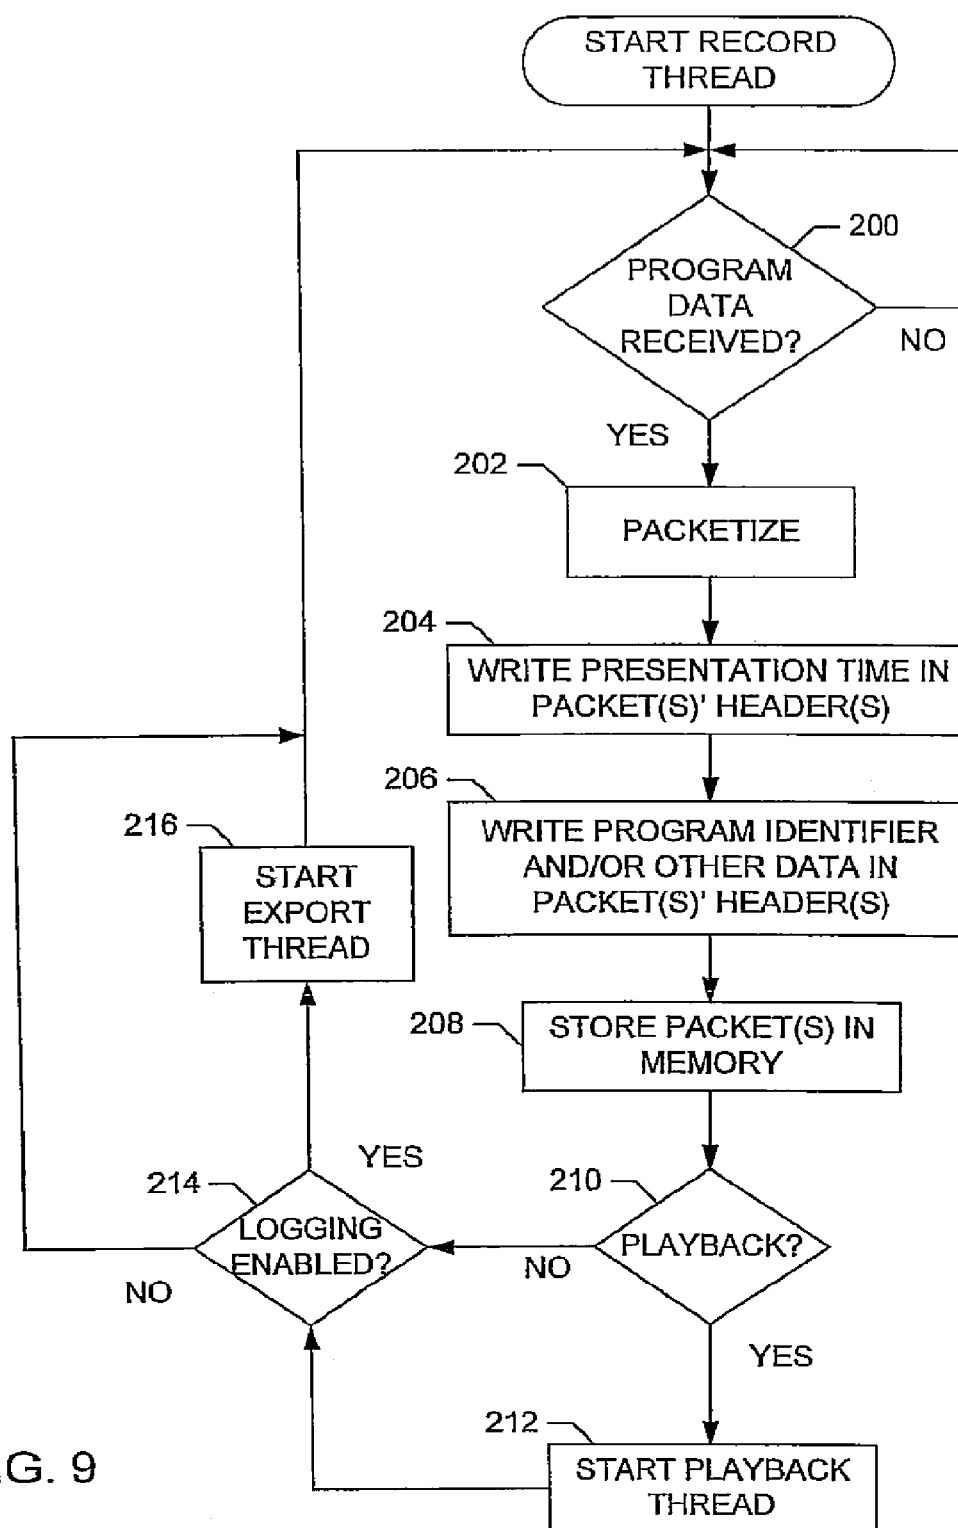 START RECORD
THREAD
200
PROGRAM
DATA
RECEIVED?
NO
YES
202
PACKETIZE
204
WRITE PRESENTATION TIME IN
PACKET(S)' HEADER(S)
206
WRITE PROGRAM IDENTIFIER
AND/OR OTHER DATA IN
PACKET(S)' HEADER(S)
216
START
EXPORT
THREAD
208
STORE PACKET(S) IN
MEMORY
YES
214
LOGGING
ENABLED?
NO
210
PLAYBACK?
NO
YES
212
START PLAYBACK
THREAD
G. 9